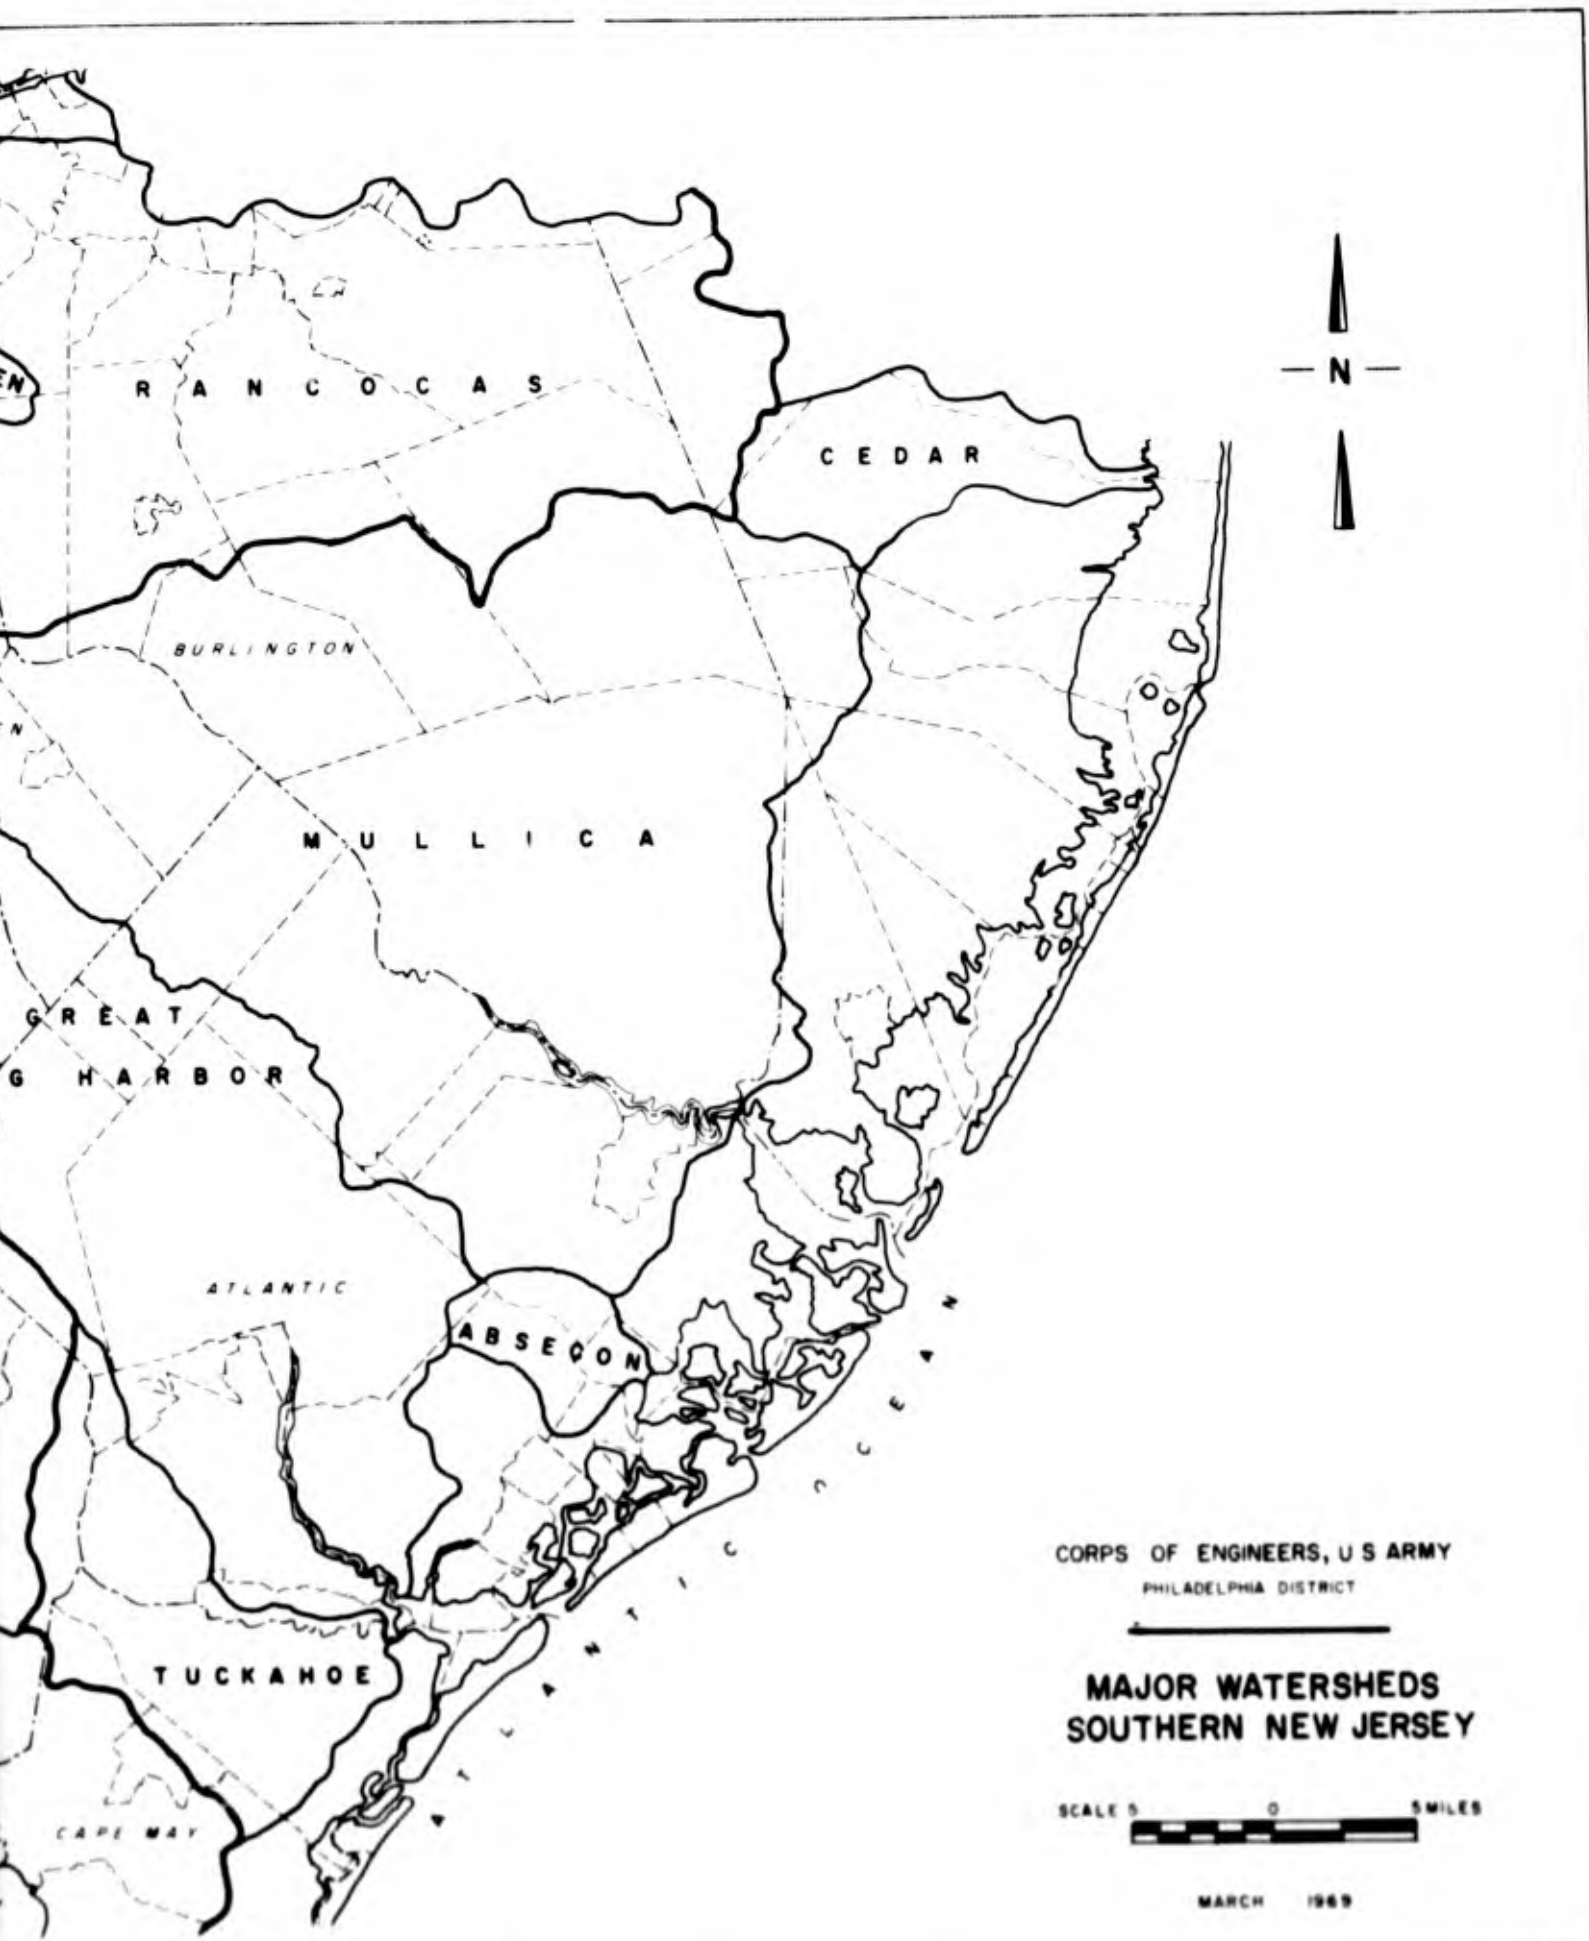 RANCOCAS
EN
CEDAR
N
BURLINGTON
N
MULLICA
GREAT
G HARBOR
ATLANTIC
ABSECON
ATLANTIC OCEAN
TUCKAHOE
CAPE MAY
CORPS OF ENGINEERS, U S ARMY
PHILADELPHIA DISTRICT
MAJOR WATERSHEDS
SOUTHERN NEW JERSEY
SCALE 5 0 5 MILES
MARCH 1969